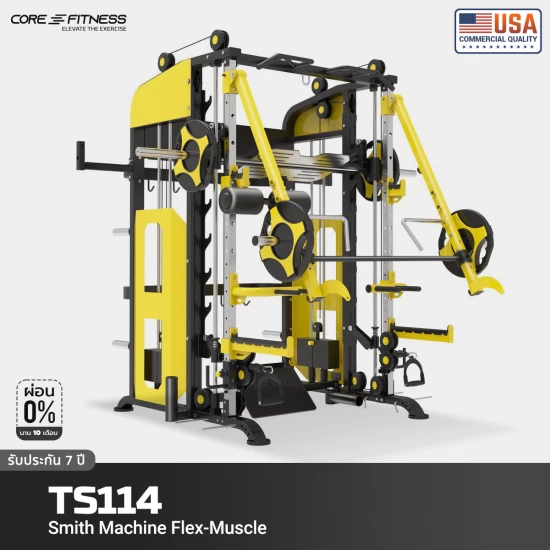 CORE FITNESS
ELEVATE THE EXERCISE
USA
COMMERCIAL QUALITY
ผ่อน
0%
นาน 10 เดือน
รับประกัน 7 ปี
TS114
Smith Machine Flex-Muscle